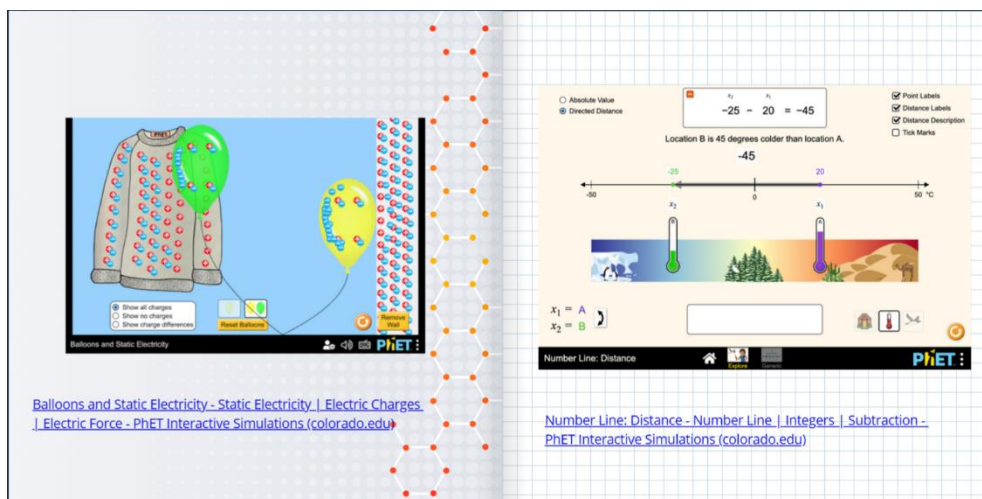 PhET
Show all charges
Show no charges
Show charge differences
Reset Balloons
Remove
Wall
Balloons and Static Electricity
PhET
Balloons and Static Electricity - Static Electricity | Electric Charges
| Electric Force - PhET Interactive Simulations (colorado.edu)
Absolute Value
Directed Distance
x₂ x₁
-25 - 20 = -45
Point Labels
Distance Labels
Distance Description
Tick Marks
Location B is 45 degrees colder than location A.
-45
-25 20
-50 0 50 °C
x₂ x₁
B A
x₁ = A
x₂ = B
Number Line: Distance
Explore
Generic
PhET
Number Line: Distance - Number Line | Integers | Subtraction -
PhET Interactive Simulations (colorado.edu)